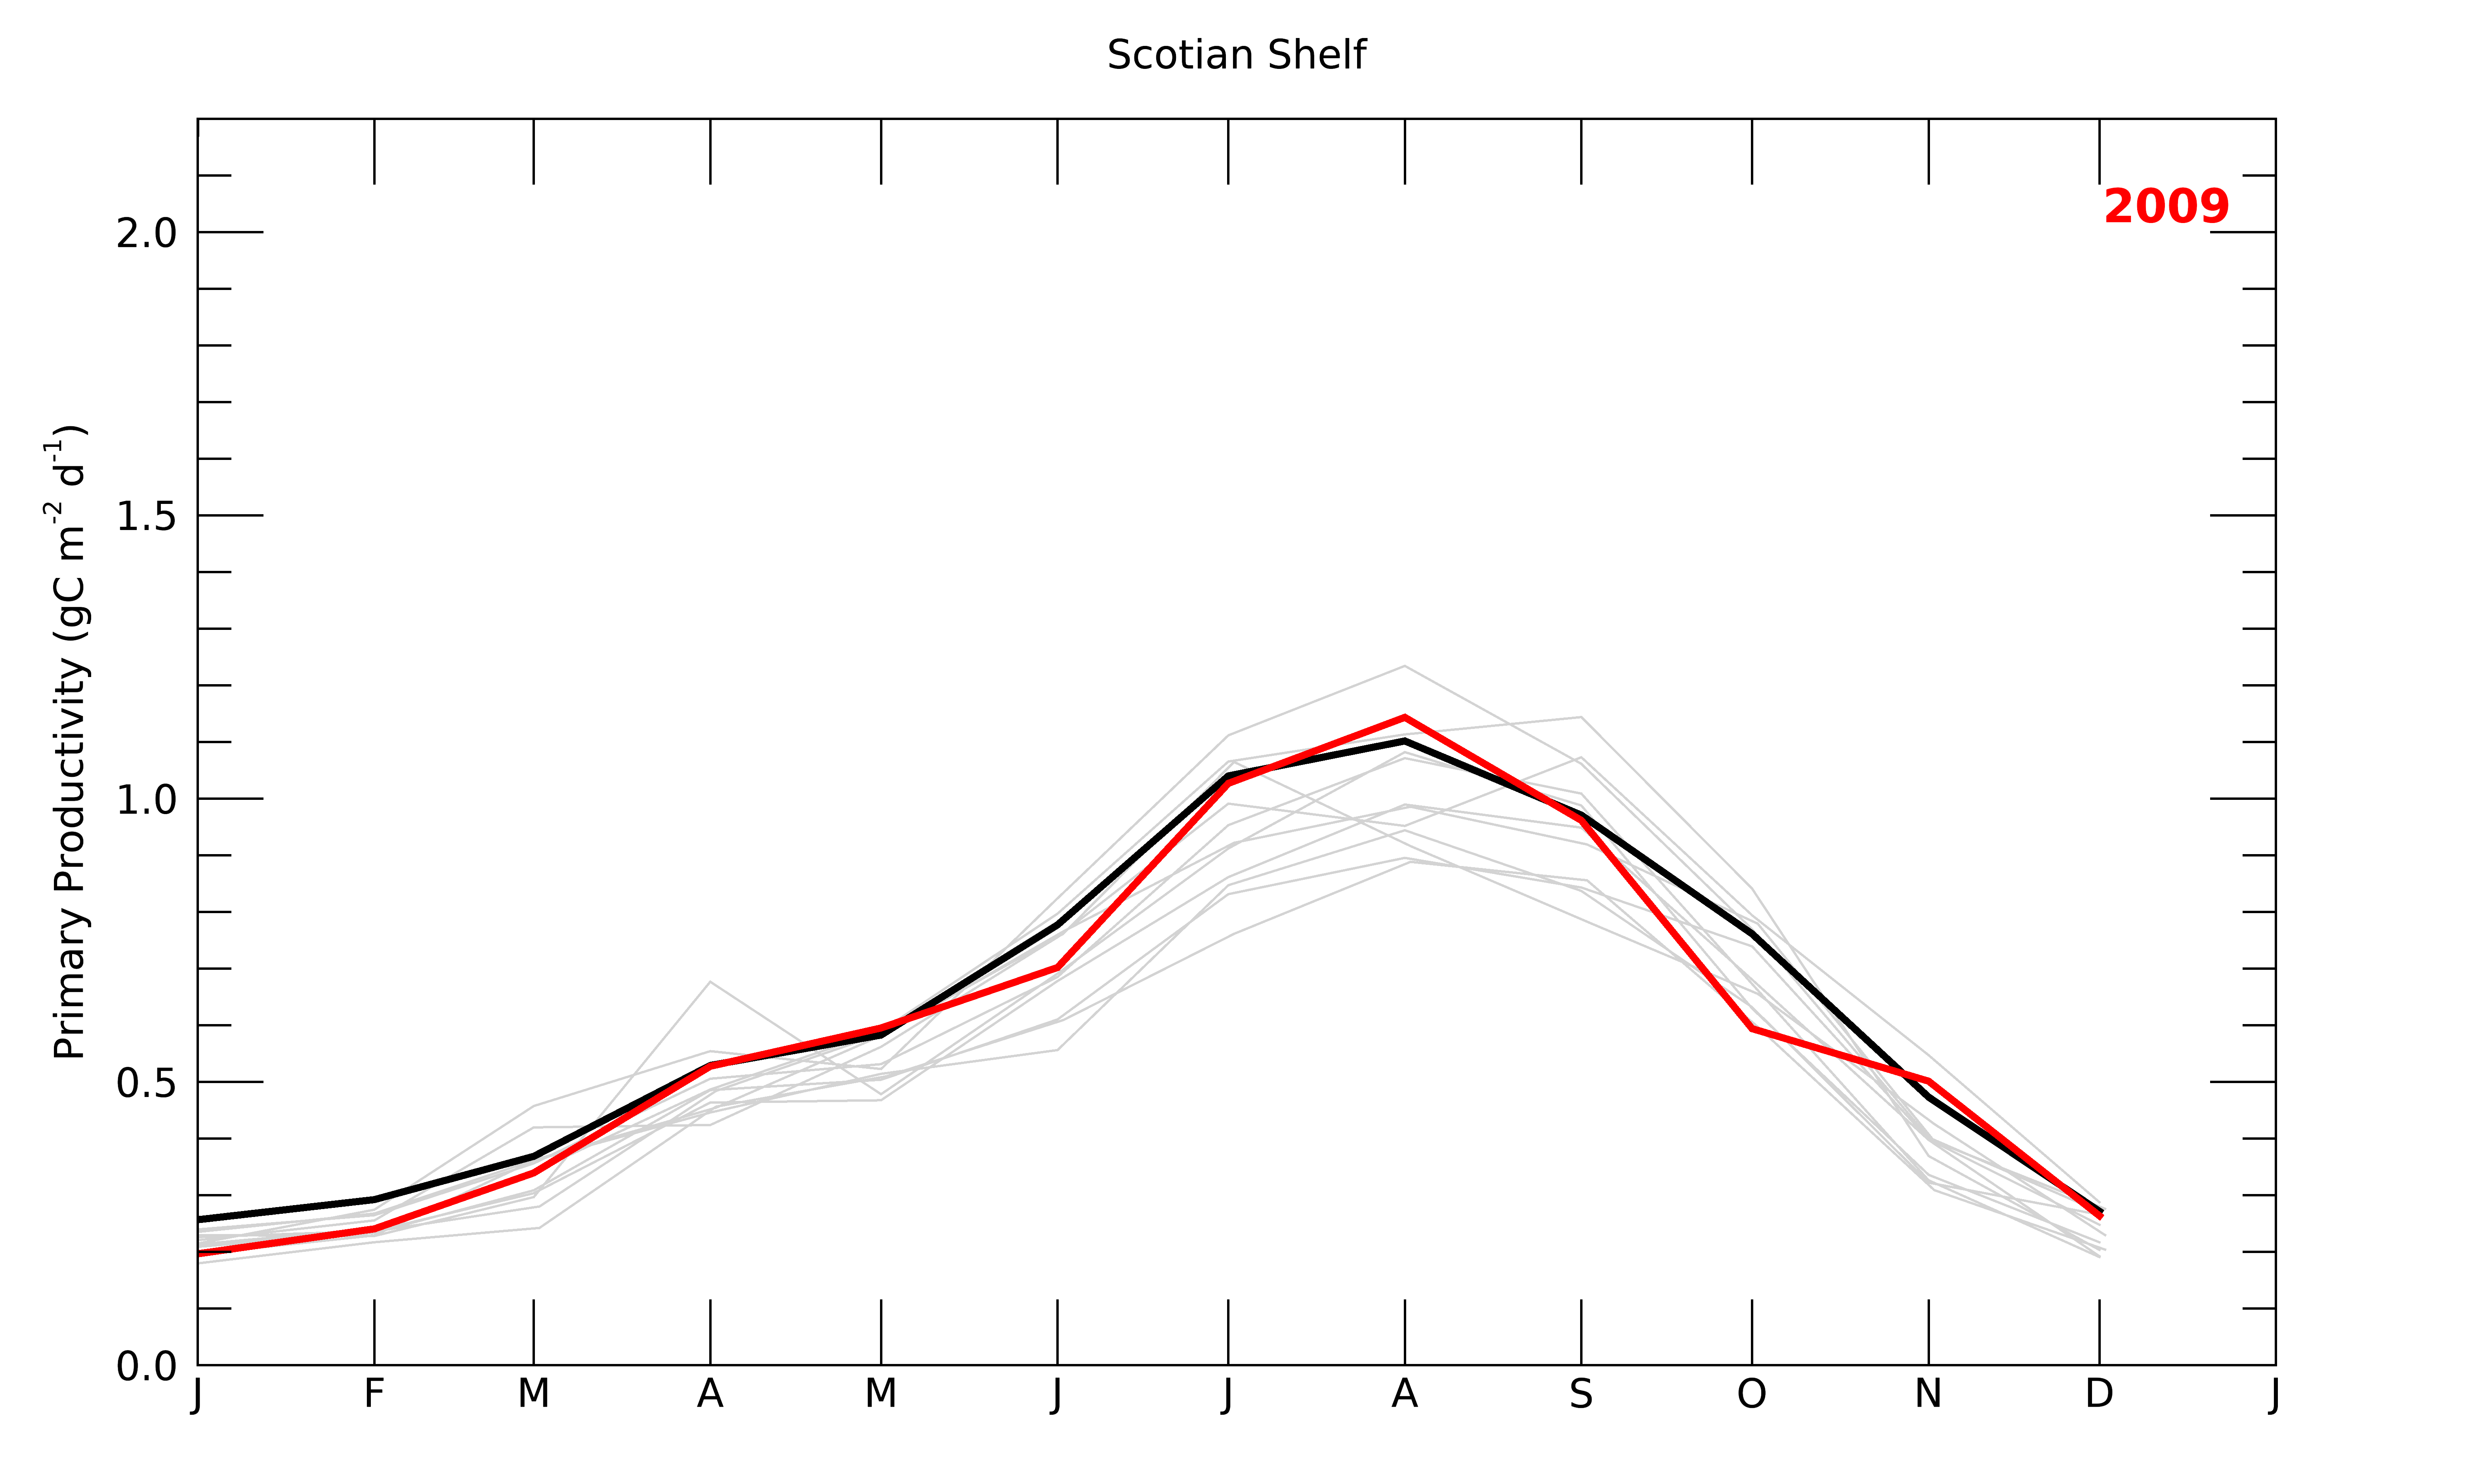 Scotian Shelf
2009
Primary Productivity (gC m⁻² d⁻¹)
2.0
1.5
1.0
0.5
0.0
J F M A M J J A S O N D J